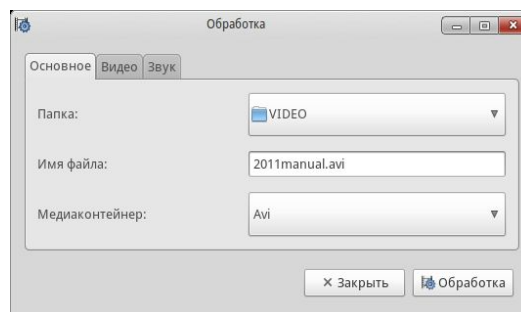 Обработка
Основное Видео Звук
Папка: VIDEO
Имя файла: 2011manual.avi
Медиаконтейнер: Avi
Закрыть Обработка